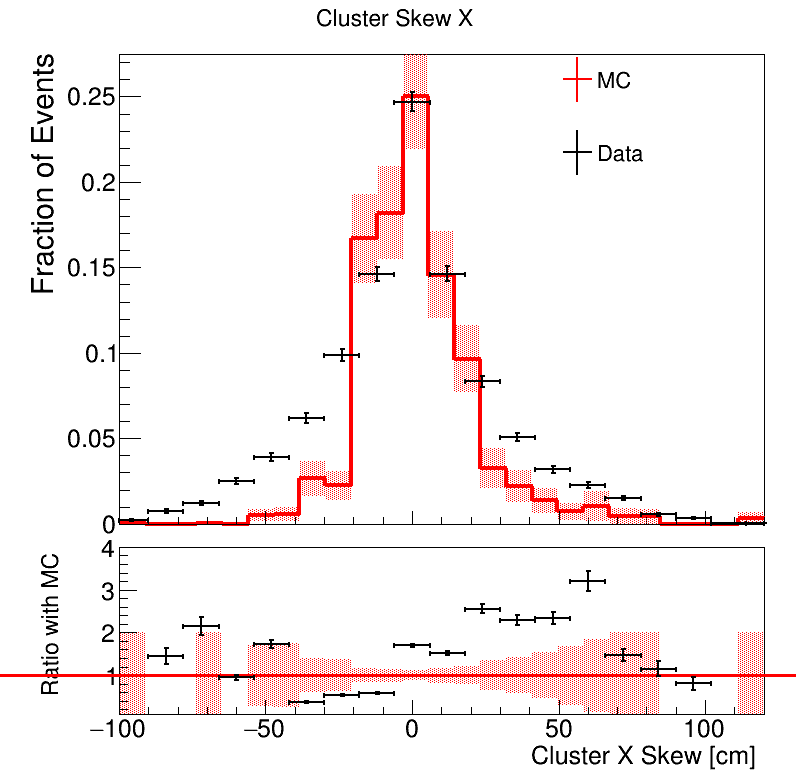 Cluster Skew X
Fraction of Events
0.25
0.2
0.15
0.1
0.05
0
MC
Data
Ratio with MC
4
3
2
1
−100
−50
0
50
100
Cluster X Skew [cm]